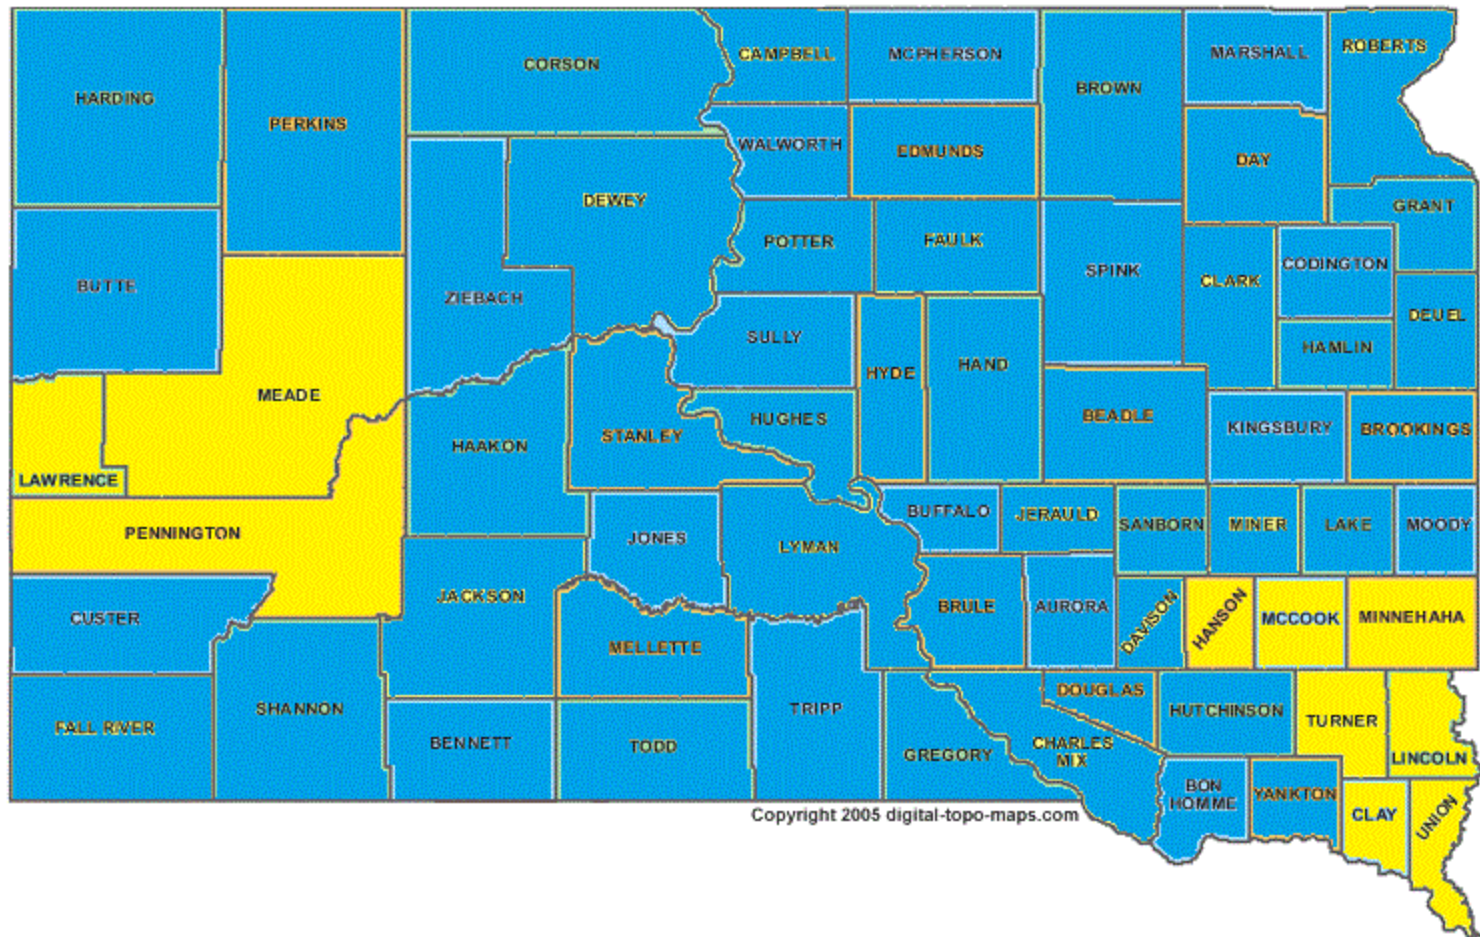 HARDING
PERKINS
CORSON
CAMPBELL
MCPHERSON
BROWN
MARSHALL
ROBERTS
WALWORTH
EDMUNDS
DAY
DEWEY
GRANT
BUTTE
ZIEBACH
POTTER
FAULK
SPINK
CLARK
CODINGTON
DEUEL
SULLY
HYDE
HAND
HAMLIN
MEADE
HAAKON
STANLEY
HUGHES
BEADLE
KINGSBURY
BROOKINGS
LAWRENCE
PENNINGTON
JONES
LYMAN
BUFFALO
JERAULD
SANBORN
MINER
LAKE
MOODY
CUSTER
JACKSON
MELLETTE
BRULE
AURORA
DAVISON
HANSON
MCCOOK
MINNEHAHA
FALL RIVER
SHANNON
BENNETT
TODD
TRIPP
GREGORY
CHARLES
MIX
DOUGLAS
HUTCHINSON
TURNER
LINCOLN
BON
HOMME
YANKTON
CLAY
UNION
Copyright 2005 digital-topo-maps.com